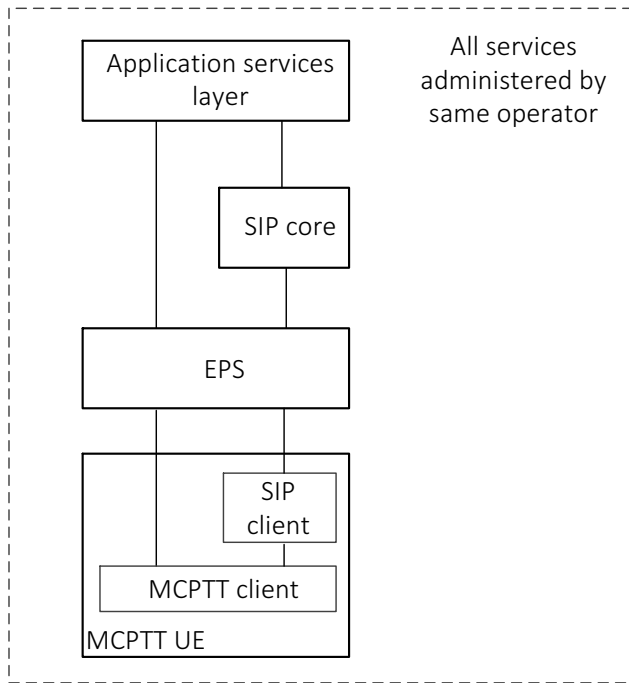 Application services
layer
All services
administered by
same operator
SIP core
EPS
SIP
client
MCPTT client
MCPTT UE